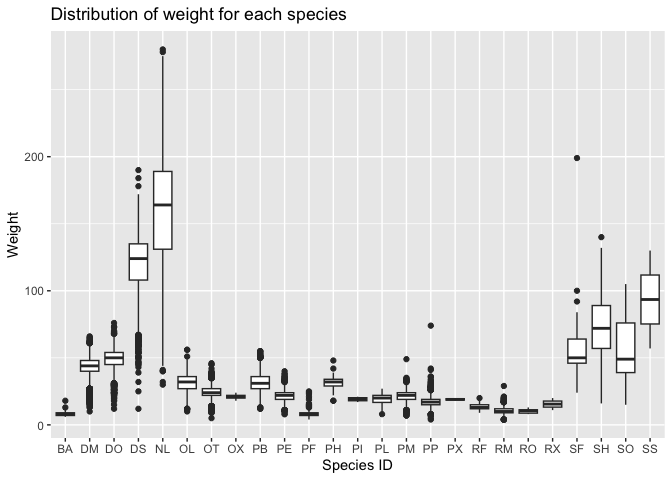 Distribution of weight for each species
Weight
200
100
0
BA DM DO DS NL OL OT OX PB PE PF PH PI PL PM PP PX RF RM RO RX SF SH SO SS
Species ID